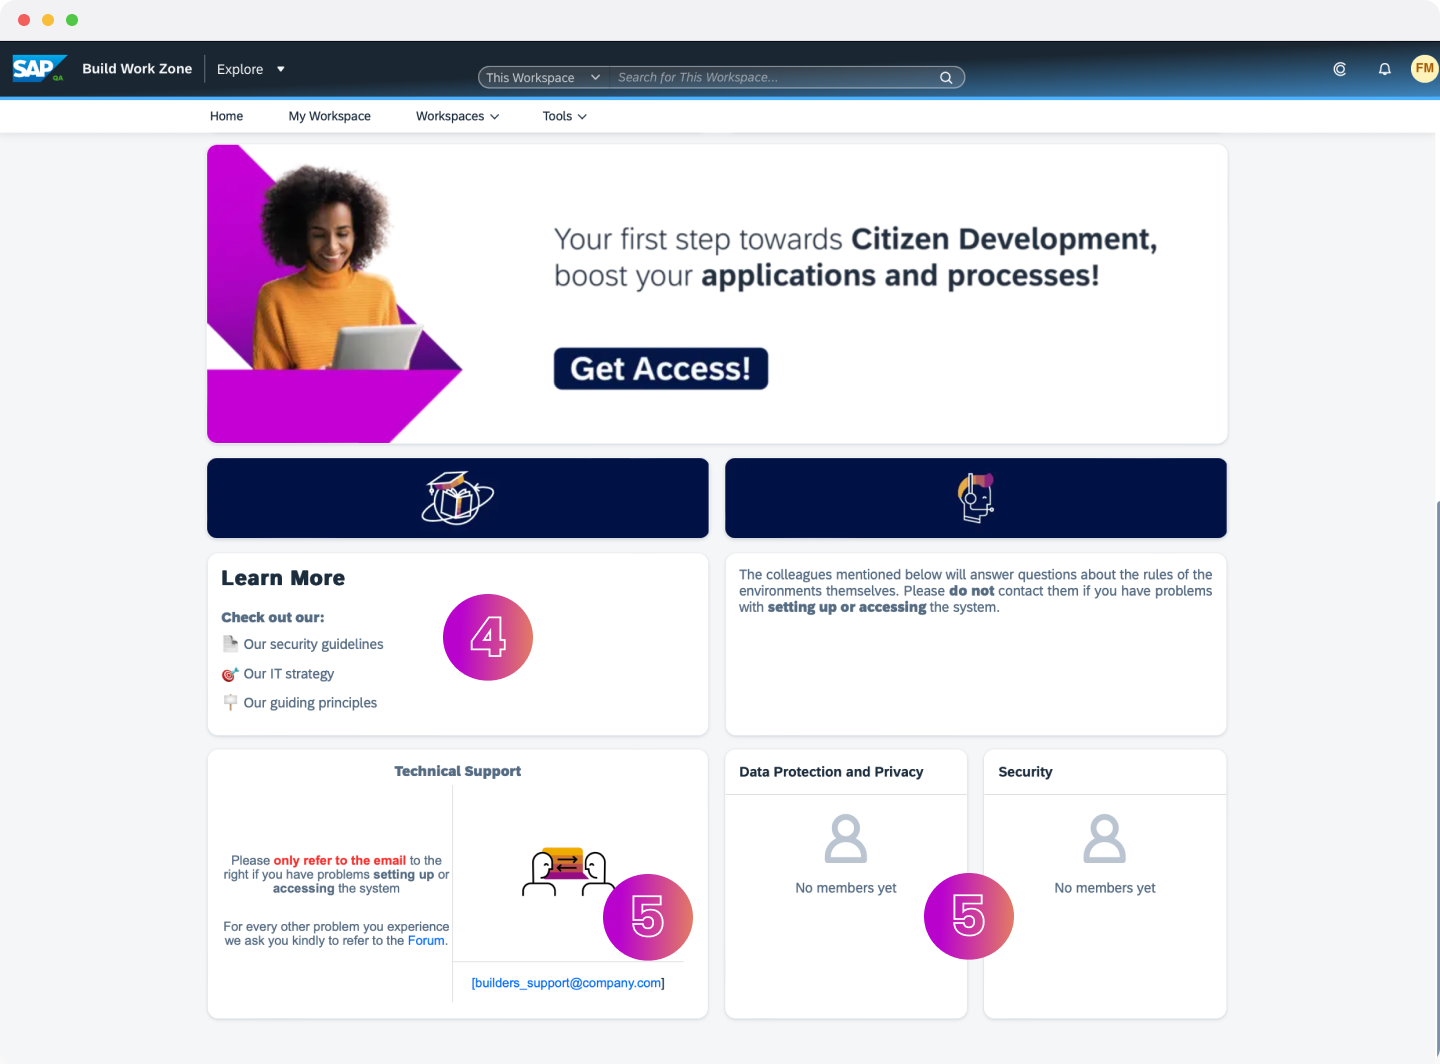 SAP QA Build Work Zone Explore
This Workspace Search for This Workspace...
FM
Home My Workspace Workspaces Tools
Your first step towards Citizen Development,
boost your applications and processes!
Get Access!
Learn More
Check out our:
Our security guidelines
Our IT strategy
Our guiding principles
4
The colleagues mentioned below will answer questions about the rules of the
environments themselves. Please do not contact them if you have problems
with setting up or accessing the system.
Technical Support
Please only refer to the email to the
right if you have problems setting up or
accessing the system
For every other problem you experience
we ask you kindly to refer to the Forum.
5
[builders_support@company.com]
Data Protection and Privacy
No members yet
Security
No members yet
5